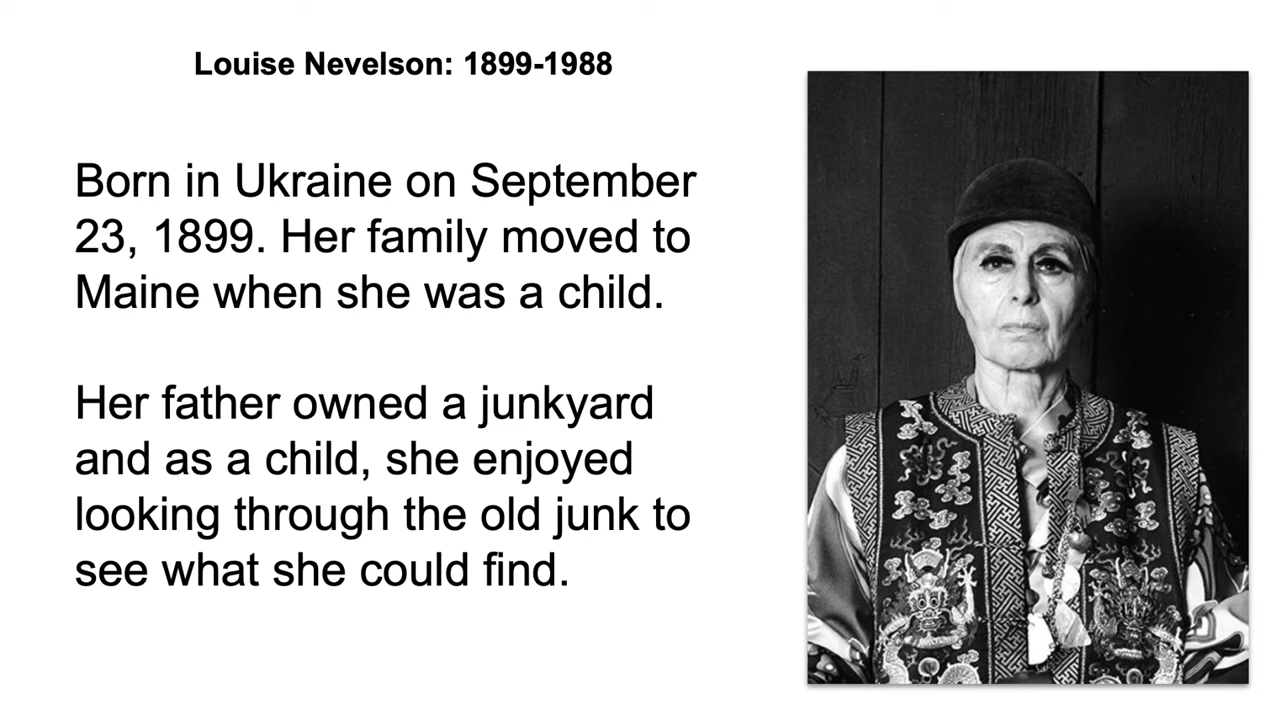 Louise Nevelson: 1899-1988
Born in Ukraine on September
23, 1899. Her family moved to
Maine when she was a child.
Her father owned a junkyard
and as a child, she enjoyed
looking through the old junk to
see what she could find.